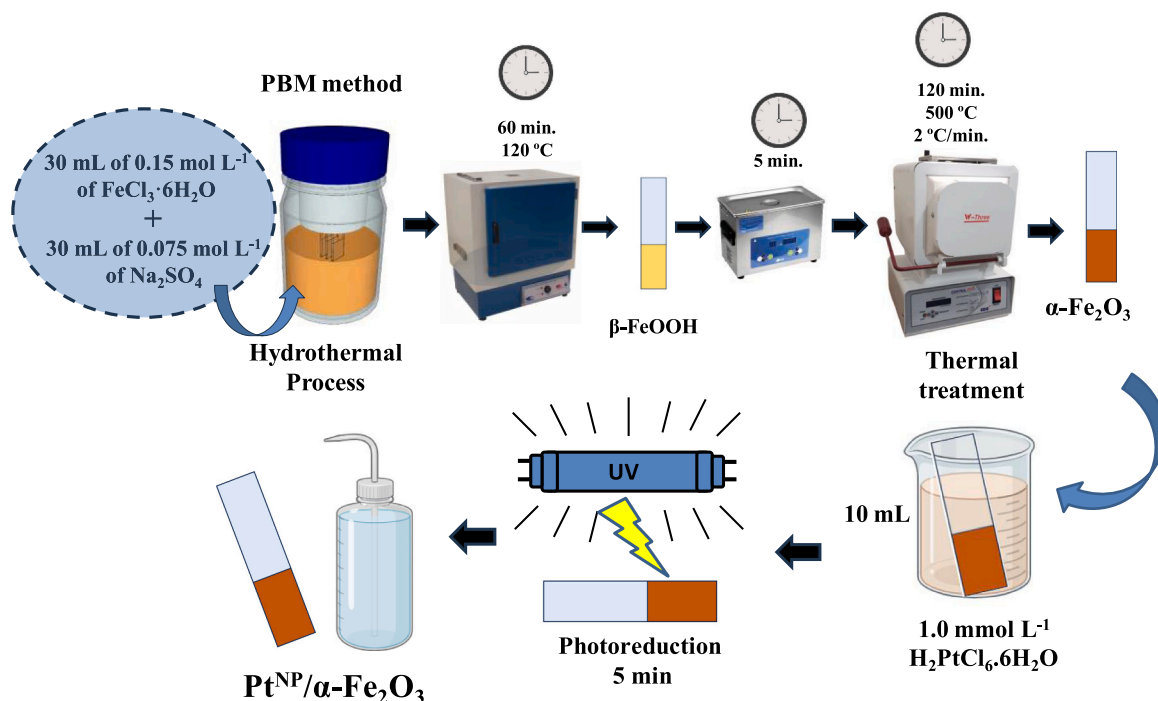 PBM method
30 mL of 0.15 mol L⁻¹
of FeCl₃·6H₂O
+
30 mL of 0.075 mol L⁻¹
of Na₂SO₄
Hydrothermal
Process
60 min.
120 ºC
β-FeOOH
5 min.
120 min.
500 ºC
2 ºC/min.
W-Three
Thermal
treatment
α-Fe₂O₃
10 mL
1.0 mmol L⁻¹
H₂PtCl₆.6H₂O
UV
Photoreduction
5 min
Ptᴺᴾ/α-Fe₂O₃